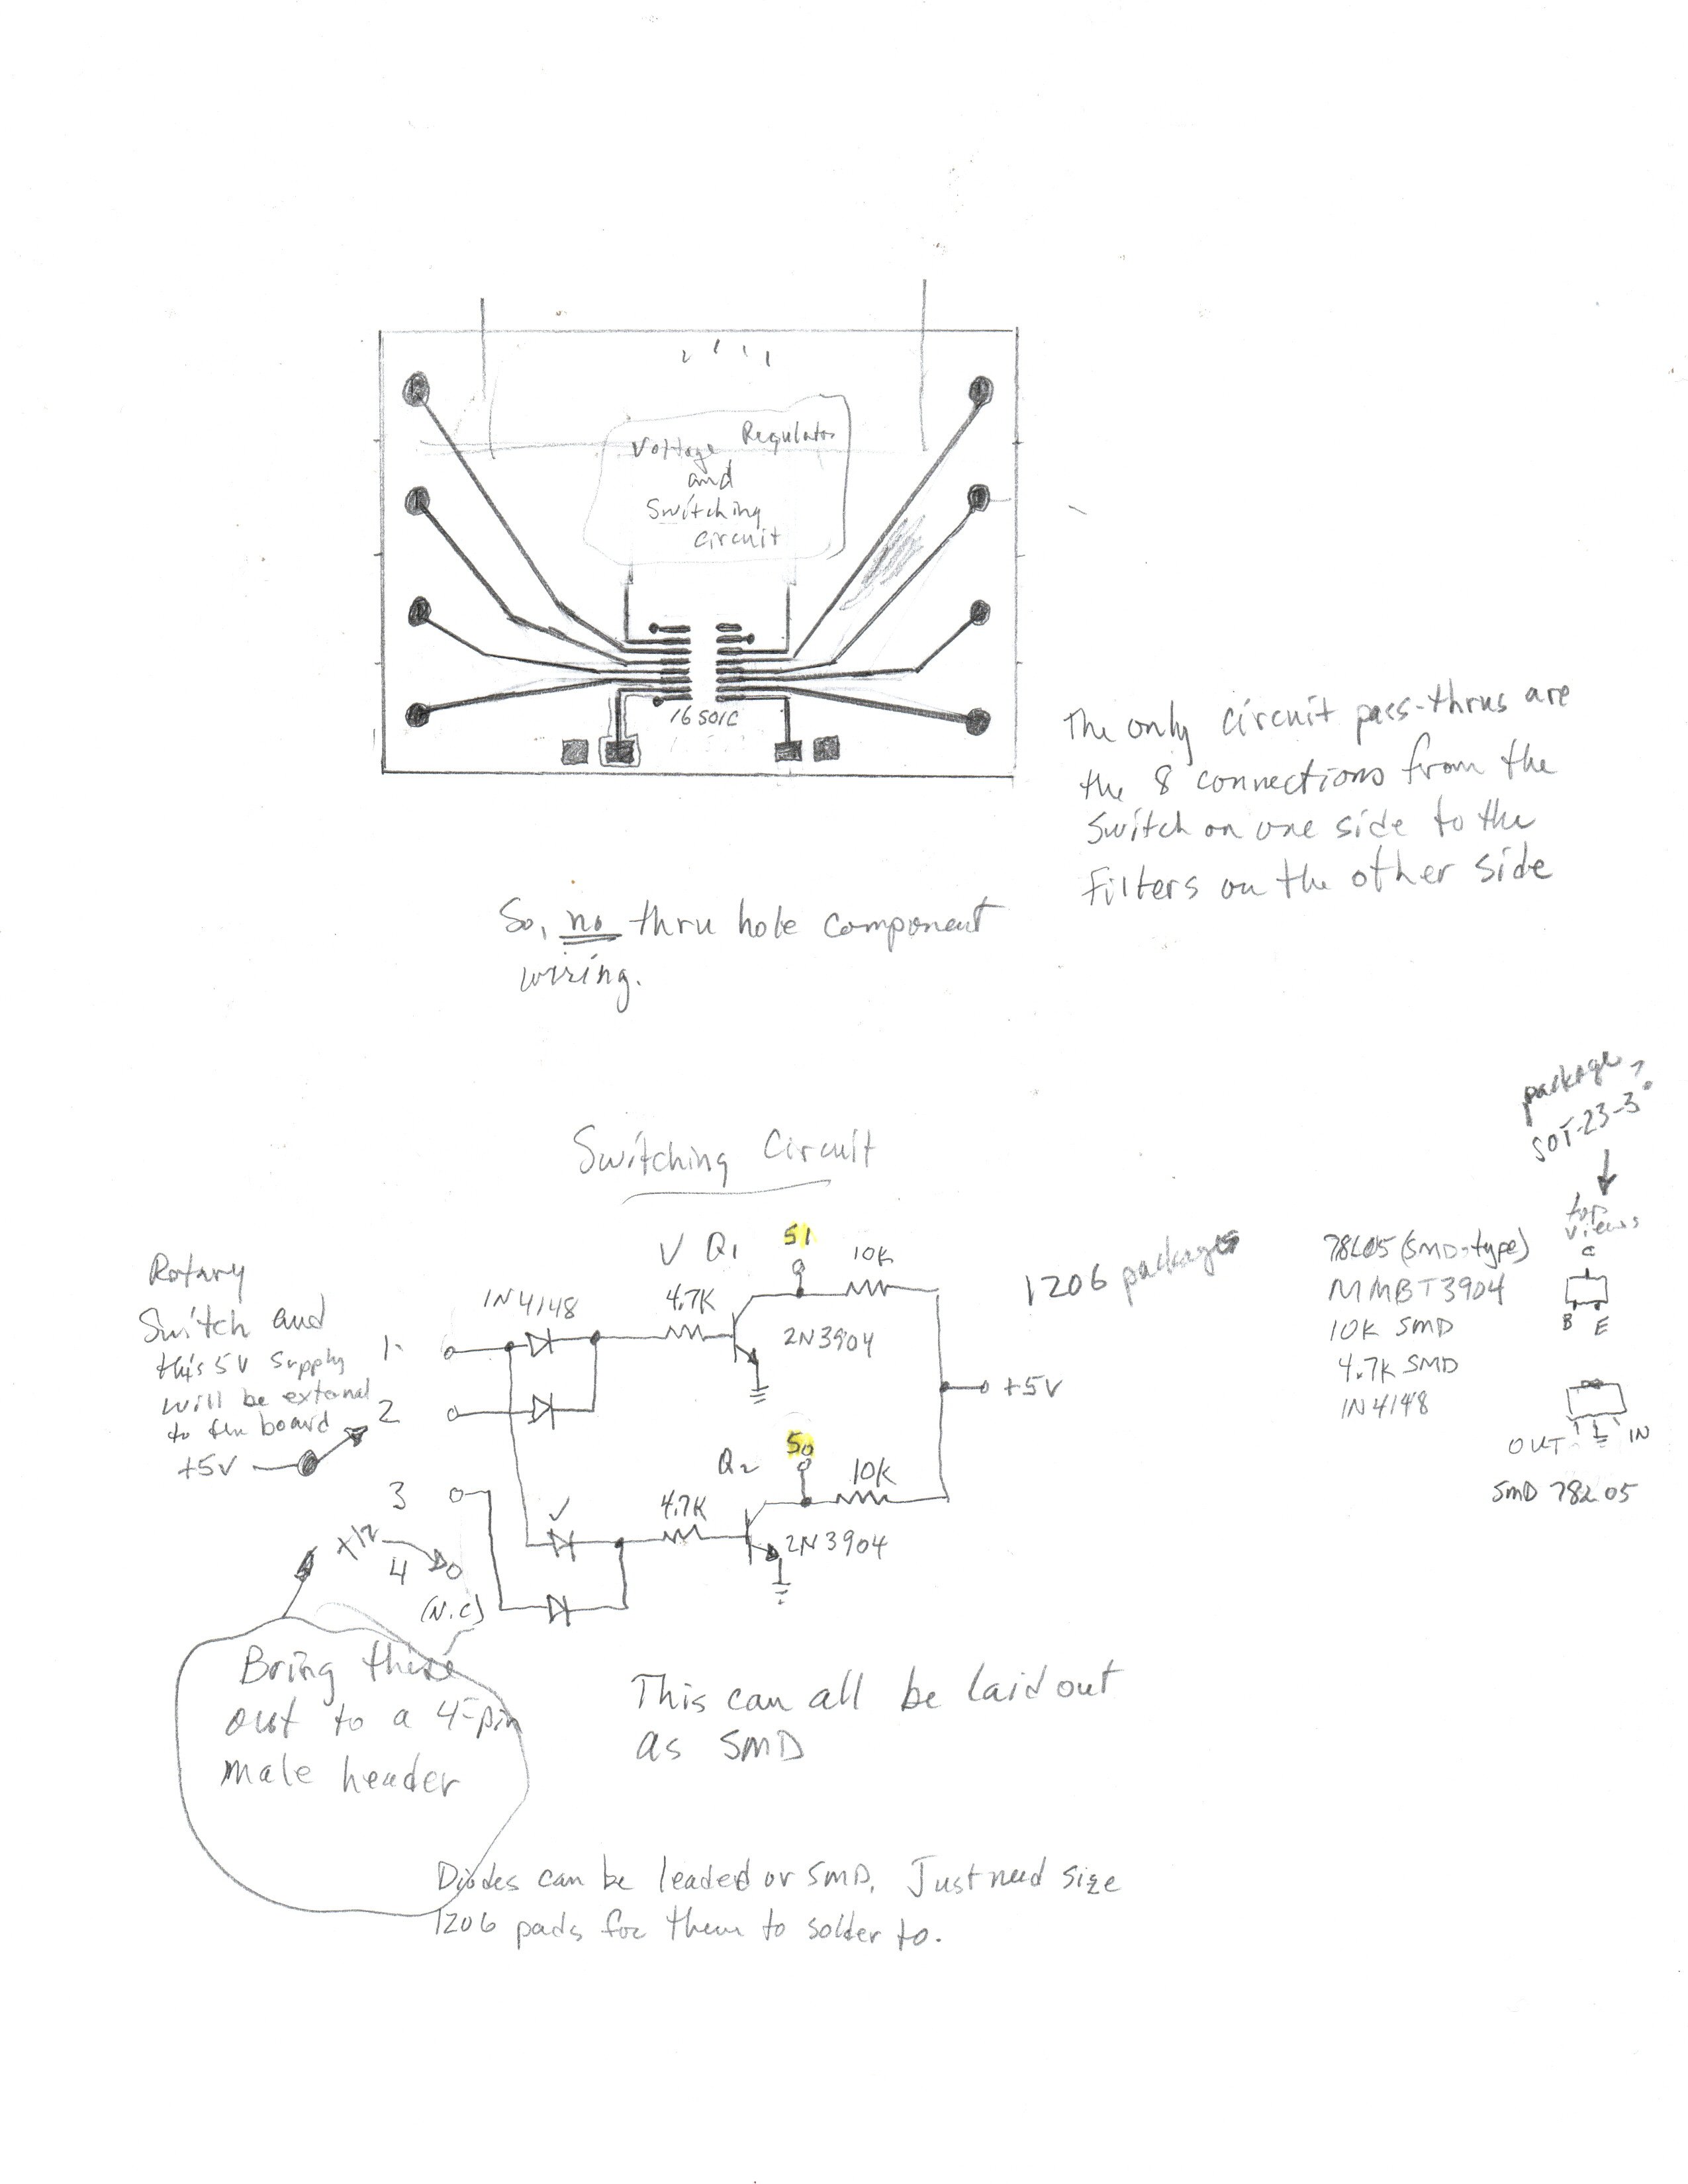 Voltage Regulator
and
Switching
circuit
16 SOIC
The only circuit pass-thrus are
the 8 connections from the
switch on one side to the
filters on the other side
So, no thru hole component
wiring.
package?
SOT-23-3
top
views
Switching Circuit
Rotary
Switch and
this 5V supply
will be external
to the board
+5V
1
2
3
4
+12
(N.C)
1N4148
4.7K
Q1
S1
10K
2N3904
+5V
4.7K
Q2
S0
10K
2N3904
1206 packages
78L05 (SMD-type)
MMBT3904
10K SMD
4.7K SMD
1N4148
C
B E
OUT IN
SMD 78L05
Bring these
out to a 4-pin
male header
This can all be laid out
as SMD
Diodes can be leaded or SMD. Just need size
1206 pads for them to solder to.